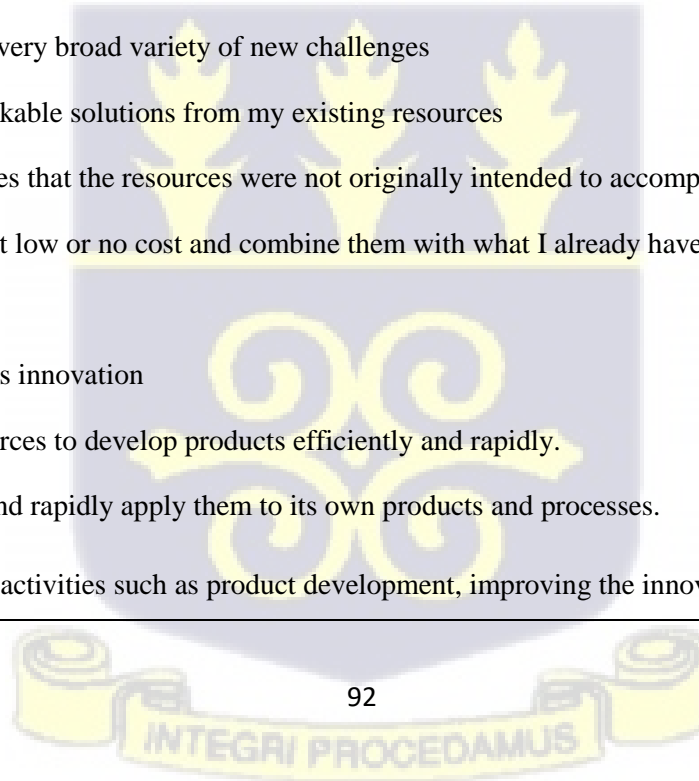 very broad variety of new challenges
kable solutions from my existing resources
es that the resources were not originally intended to accomp
t low or no cost and combine them with what I already have
s innovation
rces to develop products efficiently and rapidly.
nd rapidly apply them to its own products and processes.
activities such as product development, improving the innov
92
INTEGRI PROCEDAMUS